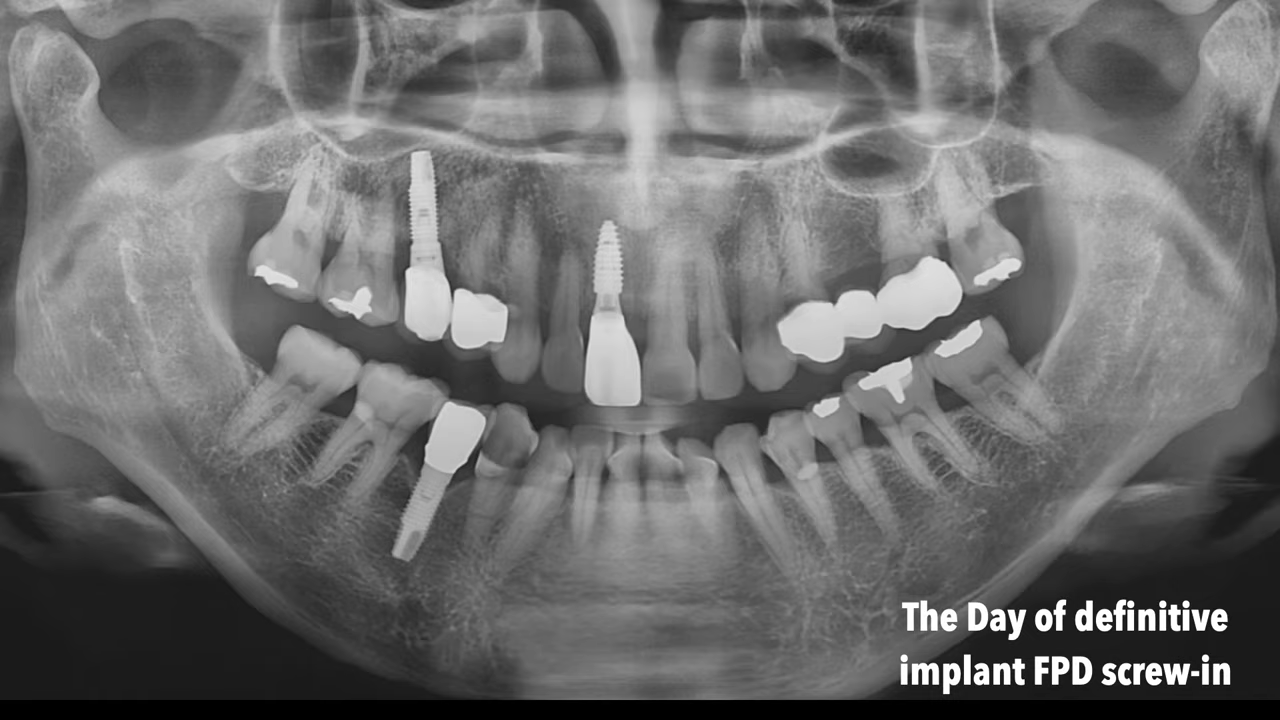 The Day of definitive
implant FPD screw-in